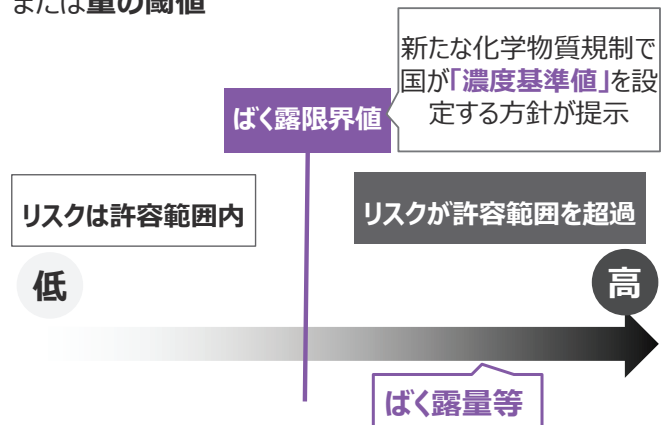 または量の閾値
新たな化学物質規制で
国が「濃度基準値」を設
定する方針が提示
ばく露限界値
リスクは許容範囲内
リスクが許容範囲を超過
低
高
ばく露量等